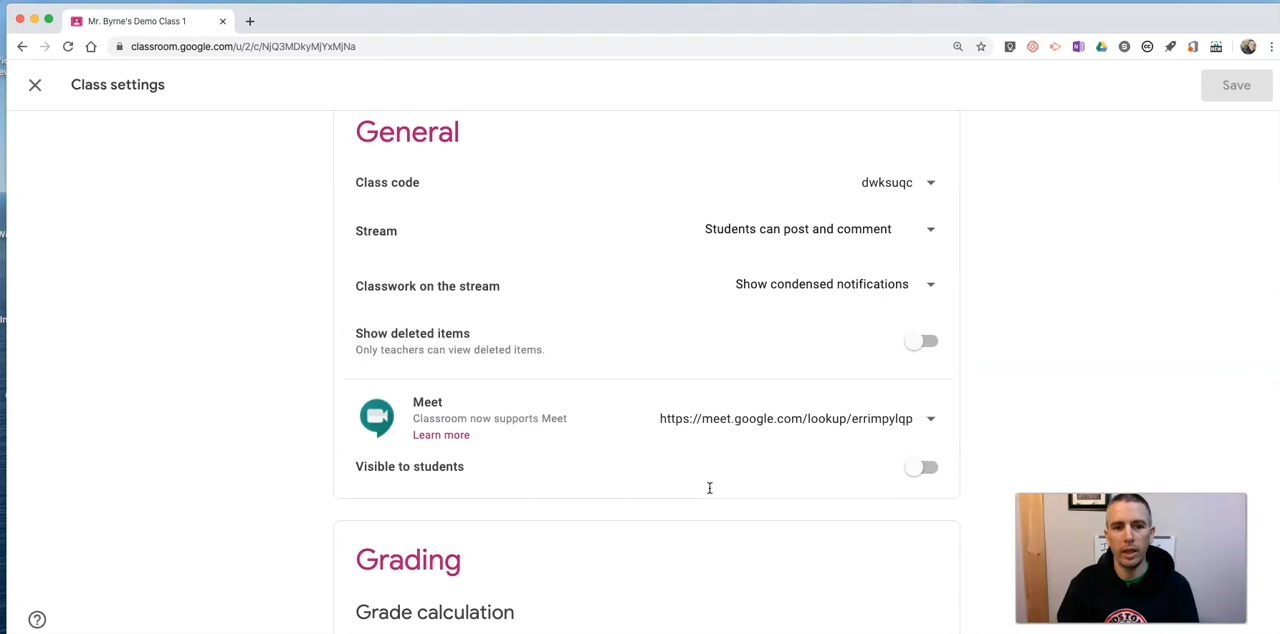 Mr. Byrne's Demo Class 1
classroom.google.com/u/2/c/NjQ3MDkyMjYxMjNa
Class settings
Save
General
Class code
dwksuqc
Stream
Students can post and comment
Classwork on the stream
Show condensed notifications
Show deleted items
Only teachers can view deleted items.
Meet
Classroom now supports Meet
https://meet.google.com/lookup/errimpylqp
Learn more
Visible to students
Grading
Grade calculation